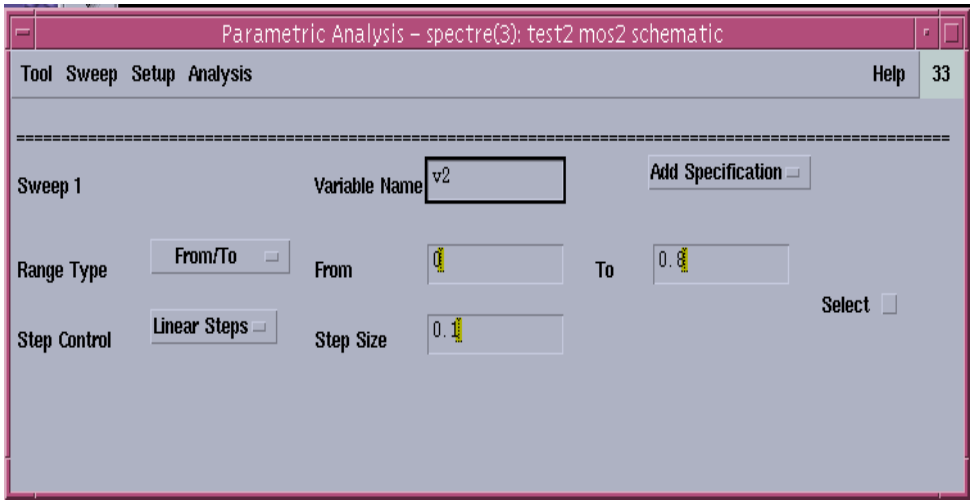 Parametric Analysis – spectre(3): test2 mos2 schematic
Tool Sweep Setup Analysis Help 33
Sweep 1 Variable Name v2 Add Specification
Range Type From/To From 0 To 0.8
Select
Step Control Linear Steps Step Size 0.1